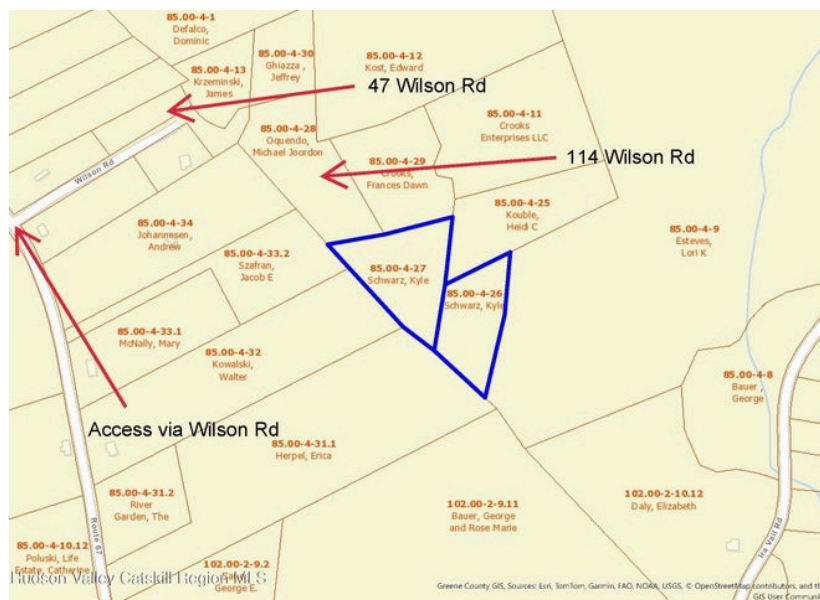 85.00-4-1
Defalco,
Dominic
85.00-4-13
Krzeminski,
James
85.00-4-30
Ghiazza ,
Jeffrey
85.00-4-12
Kost, Edward
47 Wilson Rd
85.00-4-11
Crooks
Enterprises LLC
85.00-4-28
Oquendo,
Michael Joordon
114 Wilson Rd
85.00-4-29
Crooks,
Frances Dawn
Wilson Rd
85.00-4-25
Kouble,
Heidi C
85.00-4-34
Johannesen,
Andrew
85.00-4-9
Esteves,
Lori K
85.00-4-33.2
Szafran,
Jacob E
85.00-4-27
Schwarz, Kyle
85.00-4-26
Schwarz, Kyle
85.00-4-33.1
McNally, Mary
85.00-4-32
Kowalski,
Walter
85.00-4-8
Bauer ,
George
Access via Wilson Rd
85.00-4-31.1
Herpel, Erica
85.00-4-31.2
River
Garden, The
102.00-2-9.11
Bauer, George
and Rose Marie
102.00-2-10.12
Daly, Elizabeth
Route 67
Ira Vail Rd
85.00-4-10.12
Poluski, Life
Estate, Catherine
102.00-2-9.2
George E.
Hudson Valley Catskill Region MLS
Greene County GIS, Sources: Esri, TomTom, Garmin, FAO, NOAA, USGS, © OpenStreetMap contributors, and the
GIS User Communi